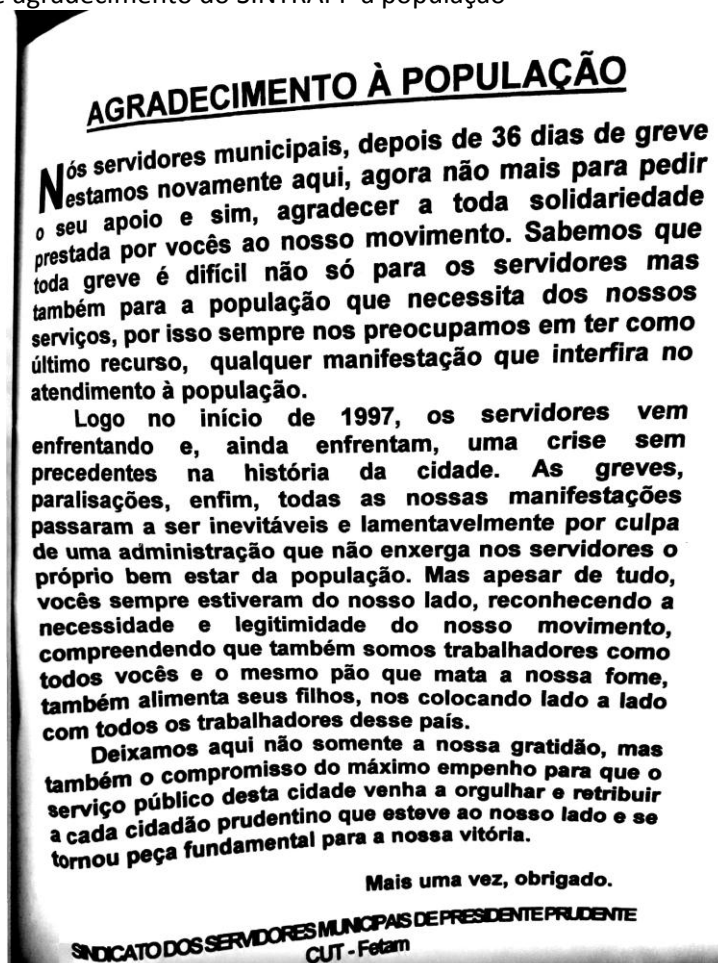 agradecimento do SINTRAPP à população
AGRADECIMENTO À POPULAÇÃO
Nós servidores municipais, depois de 36 dias de greve
estamos novamente aqui, agora não mais para pedir
o seu apoio e sim, agradecer a toda solidariedade
prestada por vocês ao nosso movimento. Sabemos que
toda greve é difícil não só para os servidores mas
também para a população que necessita dos nossos
serviços, por isso sempre nos preocupamos em ter como
último recurso, qualquer manifestação que interfira no
atendimento à população.
Logo no início de 1997, os servidores vem
enfrentando e, ainda enfrentam, uma crise sem
precedentes na história da cidade. As greves,
paralisações, enfim, todas as nossas manifestações
passaram a ser inevitáveis e lamentavelmente por culpa
de uma administração que não enxerga nos servidores o
próprio bem estar da população. Mas apesar de tudo,
vocês sempre estiveram do nosso lado, reconhecendo a
necessidade e legitimidade do nosso movimento,
compreendendo que também somos trabalhadores como
todos vocês e o mesmo pão que mata a nossa fome,
também alimenta seus filhos, nos colocando lado a lado
com todos os trabalhadores desse país.
Deixamos aqui não somente a nossa gratidão, mas
também o compromisso do máximo empenho para que o
serviço público desta cidade venha a orgulhar e retribuir
a cada cidadão prudentino que esteve ao nosso lado e se
tornou peça fundamental para a nossa vitória.
Mais uma vez, obrigado.
SINDICATO DOS SERVIDORES MUNICIPAIS DE PRESIDENTE PRUDENTE
CUT - Fetam